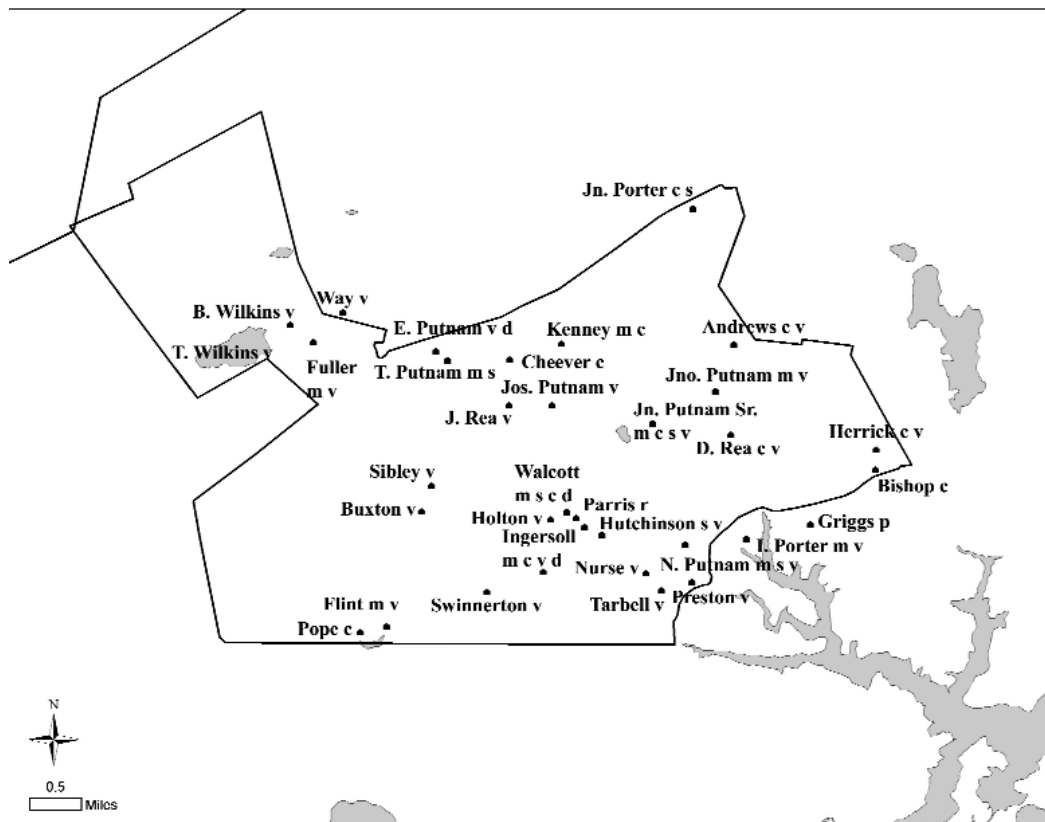 Jn. Porter c s
Way v
B. Wilkins v
E. Putnam v d
Kenney m c
Andrews c v
T. Wilkins v
Fuller
m v
T. Putnam m s
Cheever c
Jos. Putnam v
Jno. Putnam m v
J. Rea v
Jn. Putnam Sr.
m c s v
D. Rea c v
Herrick c v
Bishop c
Sibley v
Walcott
m s c d
Buxton v
Holton v
Parris r
Hutchinson s v
Griggs p
Ingersoll
m c v d
I. Porter m v
Nurse v
N. Putnam m s v
Tarbell v
Preston v
Swinnerton v
Flint m v
Pope c
N
0.5
Miles